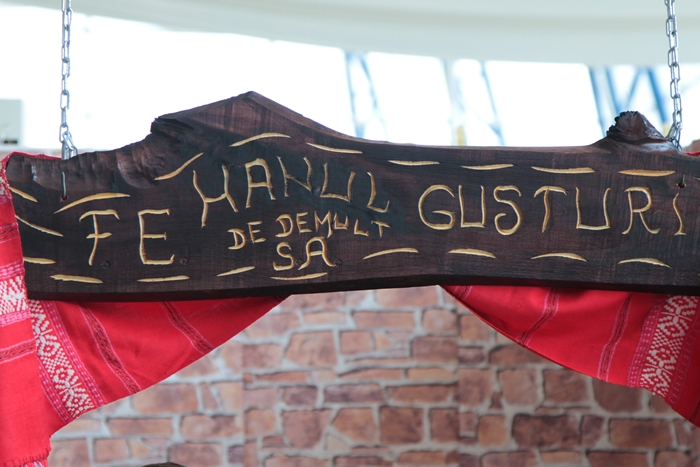 FE HANUL GUSTURI
DE DEMULT
SA